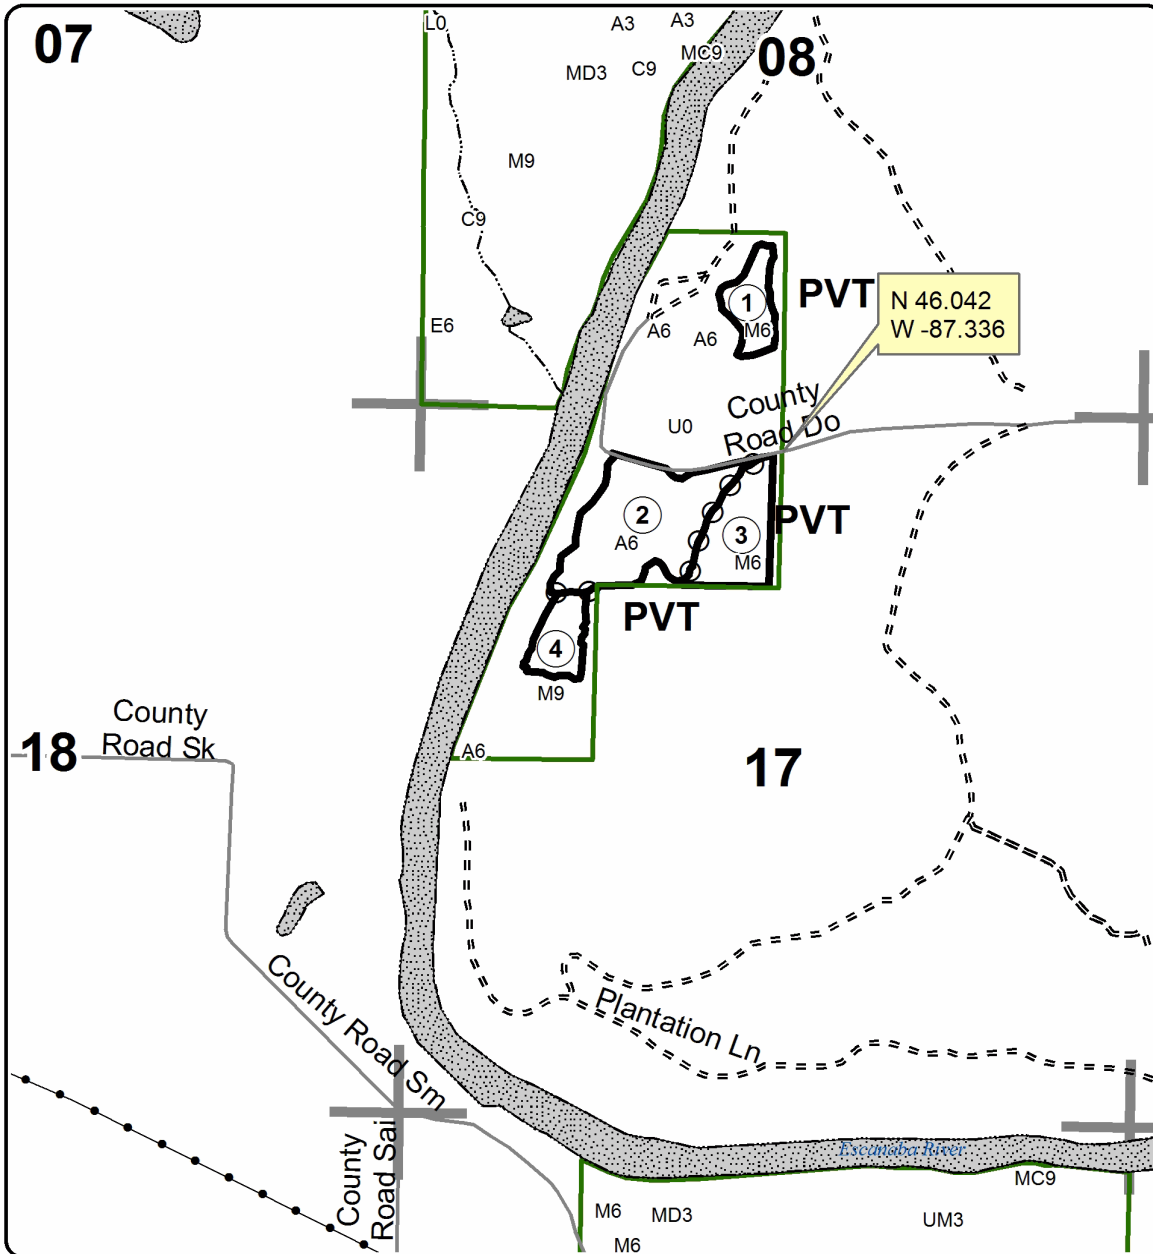 07
L0
A3
A3
08
MC9
MD3
C9
M9
C9
E6
PVT
N 46.042
W -87.336
1
M6
A6
A6
County
Road Do
U0
2
A6
PVT
3
M6
PVT
4
M9
A6
County
Road Sk
18
17
County Road Sm
Plantation Ln
County
Road Sai
Escanaba River
MC9
M6
MD3
UM3
M6